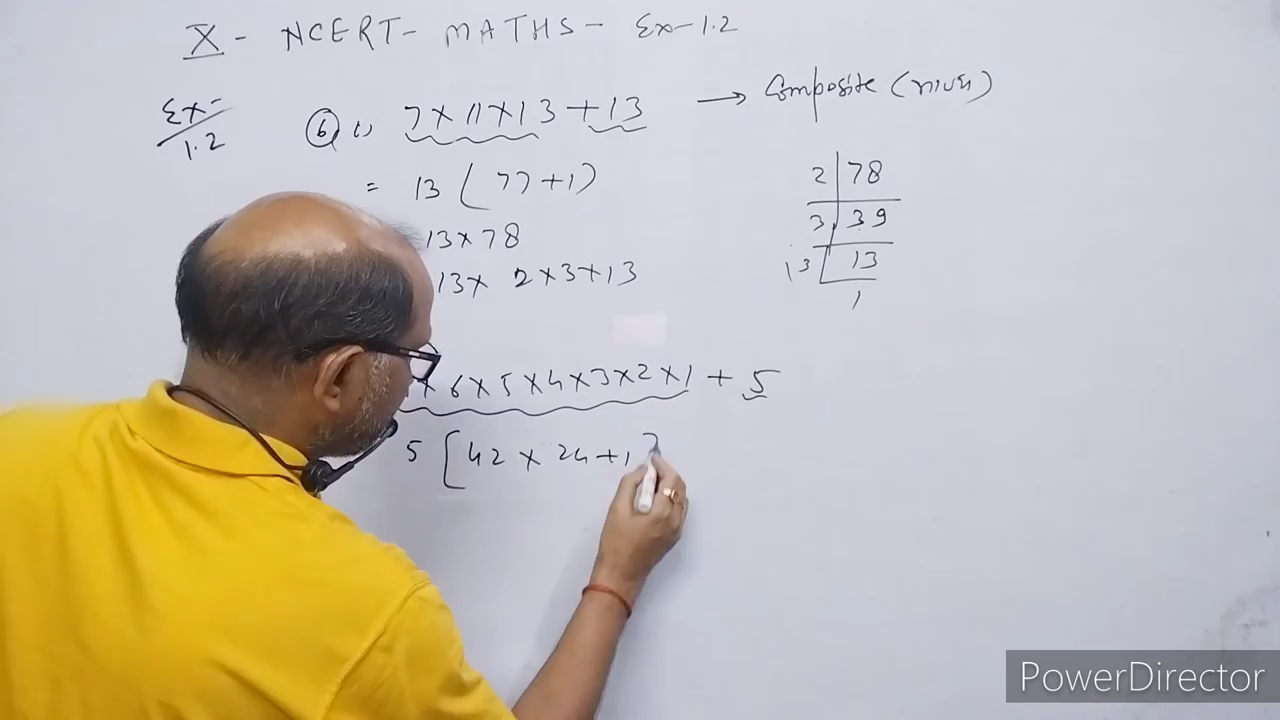 X - NCERT - MATHS - Ex-1.2
Ex- 1.2
⑥ i) 7×11×13+13 → Composite
= 13 ( 77+1)
13×78
13× 2×3×13
2 | 78
3 | 39
13 | 13
1
× 6×5×4×3×2×1 + 5
5 [42 × 24+1
PowerDirector